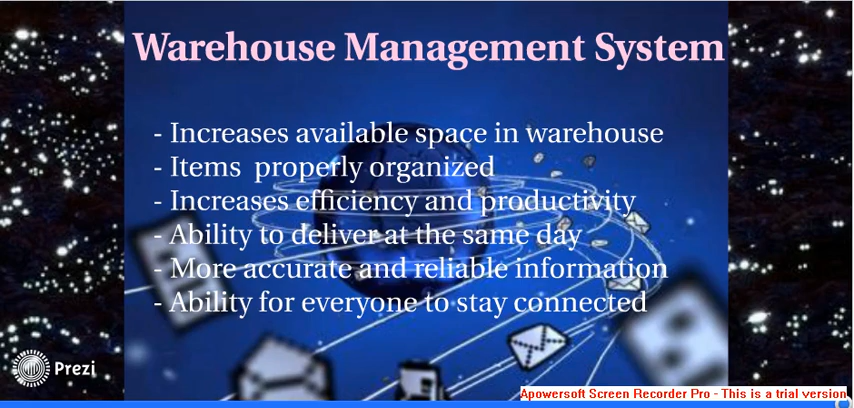 Warehouse Management System
- Increases available space in warehouse
- Items  properly organized
- Increases efficiency and productivity
- Ability to deliver at the same day
- More accurate and reliable information
- Ability for everyone to stay connected
Prezi
Apowersoft Screen Recorder Pro - This is a trial version